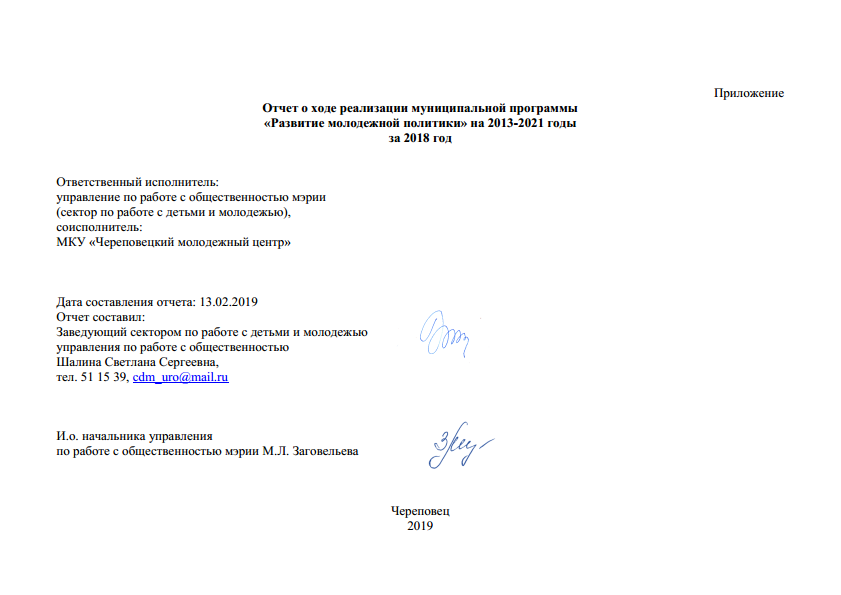 Приложение
Отчет о ходе реализации муниципальной программы
«Развитие молодежной политики» на 2013-2021 годы
за 2018 год
Ответственный исполнитель:
управление по работе с общественностью мэрии
(сектор по работе с детьми и молодежью),
соисполнитель:
МКУ «Череповецкий молодежный центр»
Дата составления отчета: 13.02.2019
Отчет составил:
Заведующий сектором по работе с детьми и молодежью
управления по работе с общественностью
Шалина Светлана Сергеевна,
тел. 51 15 39, cdm_uro@mail.ru
И.о. начальника управления
по работе с общественностью мэрии М.Л. Заговельева
Череповец
2019